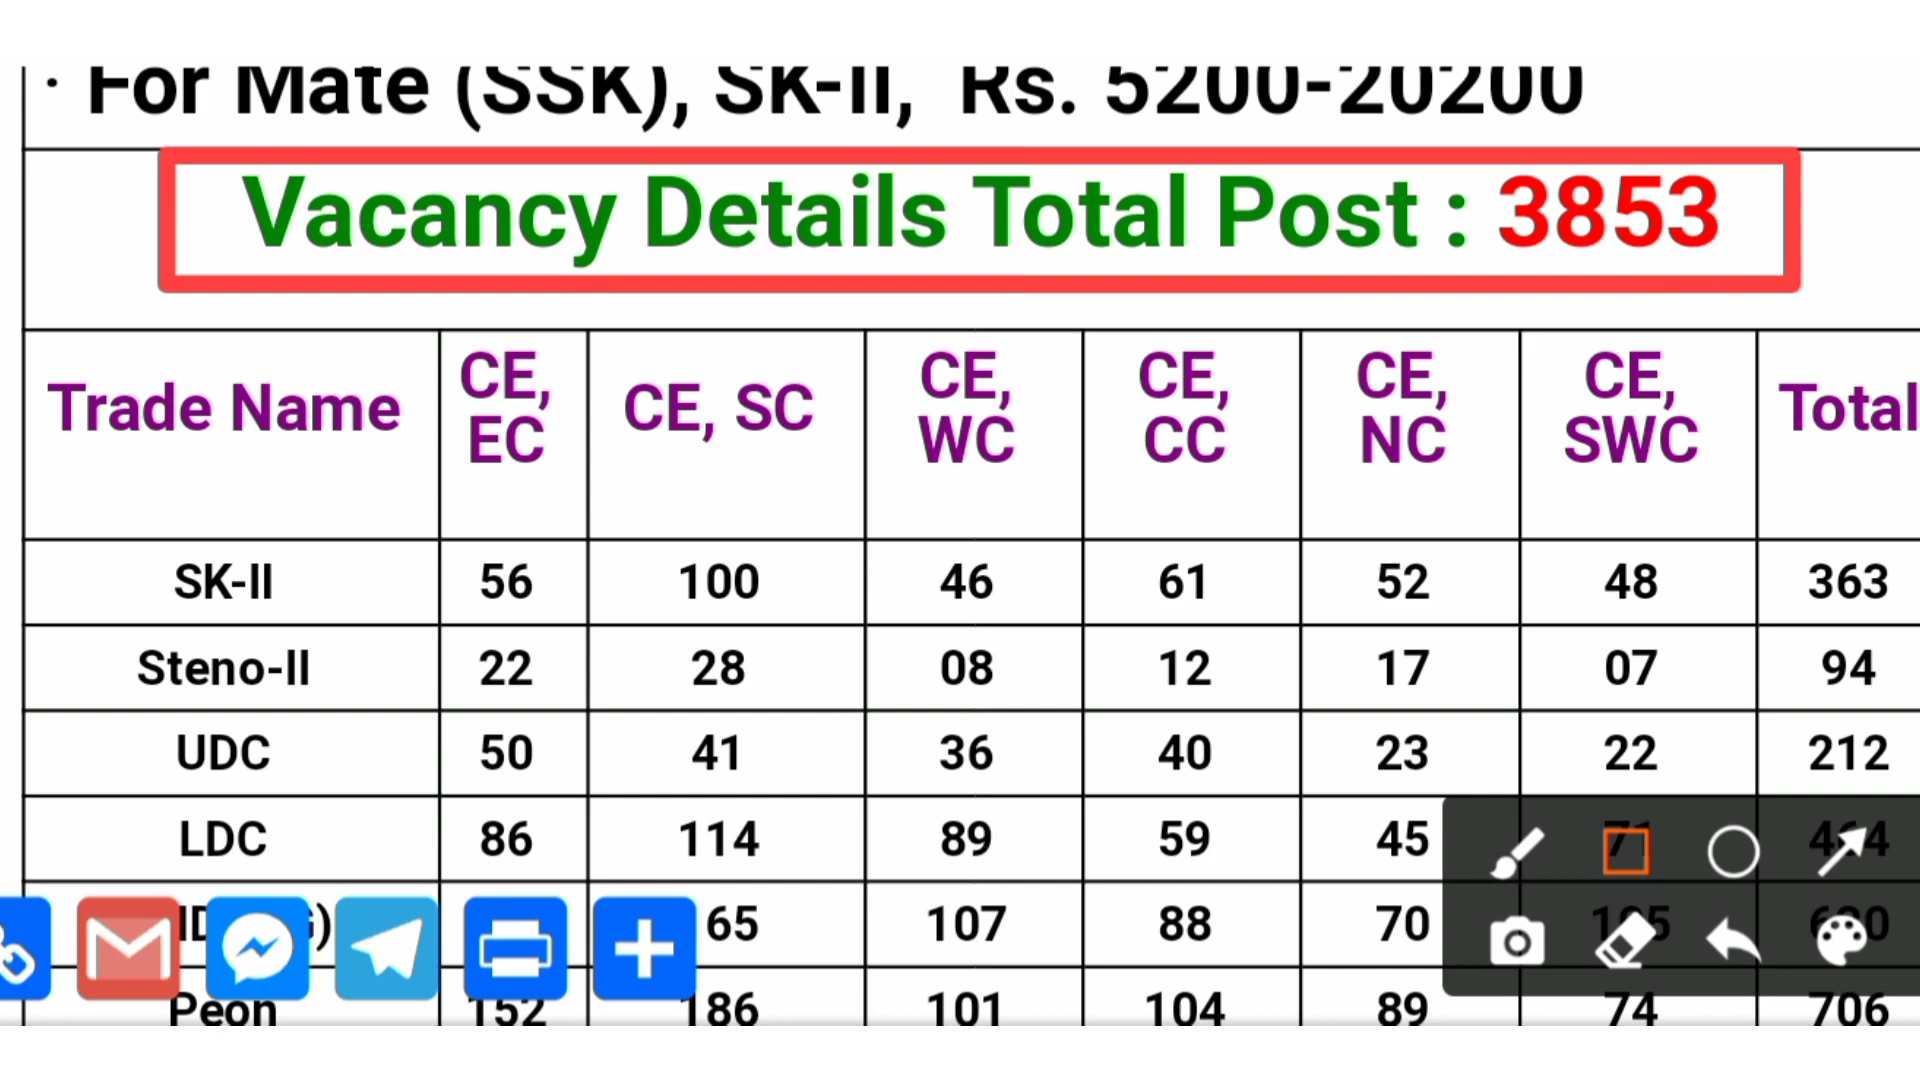 · For Mate (SSK), SK-II, Rs. 5200-20200
Vacancy Details Total Post : 3853
Trade Name CE, EC CE, SC CE, WC CE, CC CE, NC CE, SWC Total
SK-II 56 100 46 61 52 48 363
Steno-II 22 28 08 12 17 07 94
UDC 50 41 36 40 23 22 212
LDC 86 114 89 59 45 71 464
65 107 88 70
Peon 152 186 101 104 89 74 706